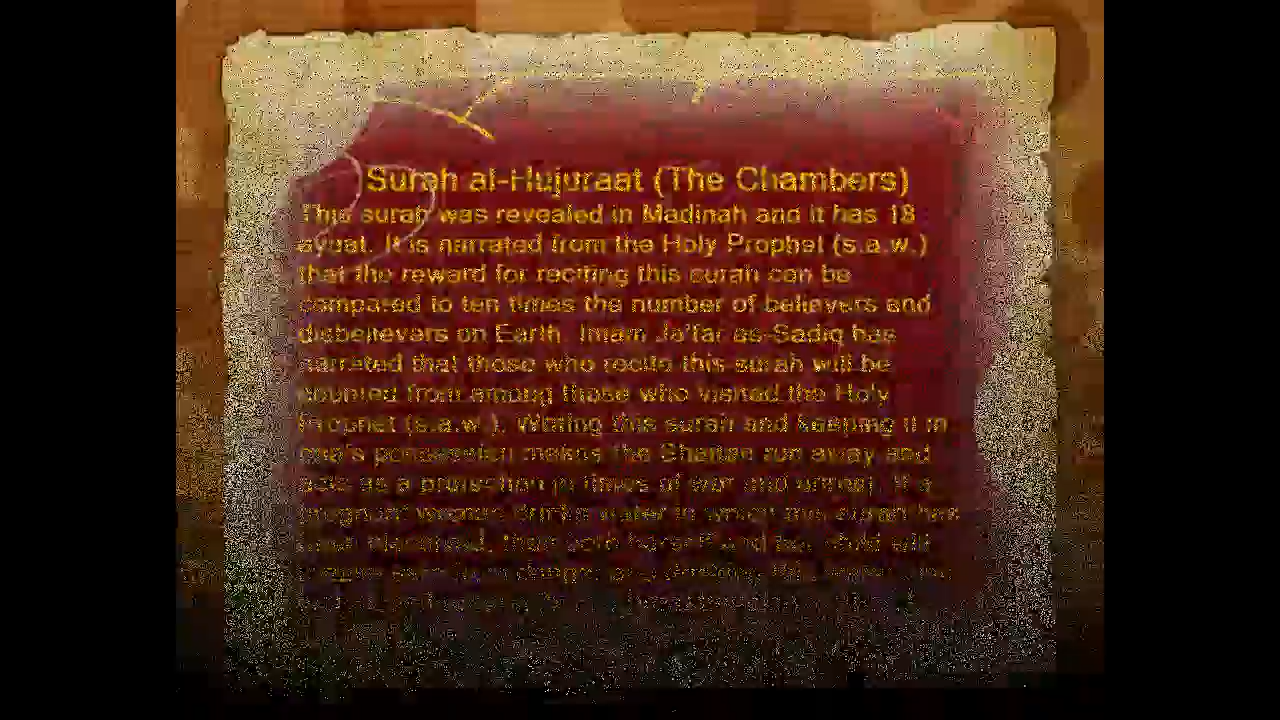 Surah al-Hujuraat (The Chambers)
This surah was revealed in Madinah and it has 18
ayaat. It is narrated from the Holy Prophet (s.a.w.)
that the reward for reciting this surah can be
compared to ten times the number of believers and
disbelievers on Earth. Imam Ja'far as-Sadiq has
narrated that those who recite this surah will be
counted from among those who visited the Holy
Prophet (s.a.w.). Writing this surah and keeping it in
one's possession makes the Shaitan run away and
acts as a protection in times of war and unrest. If a
pregnant woman drinks water in which this surah has
been dissolved, then both herself and her child will